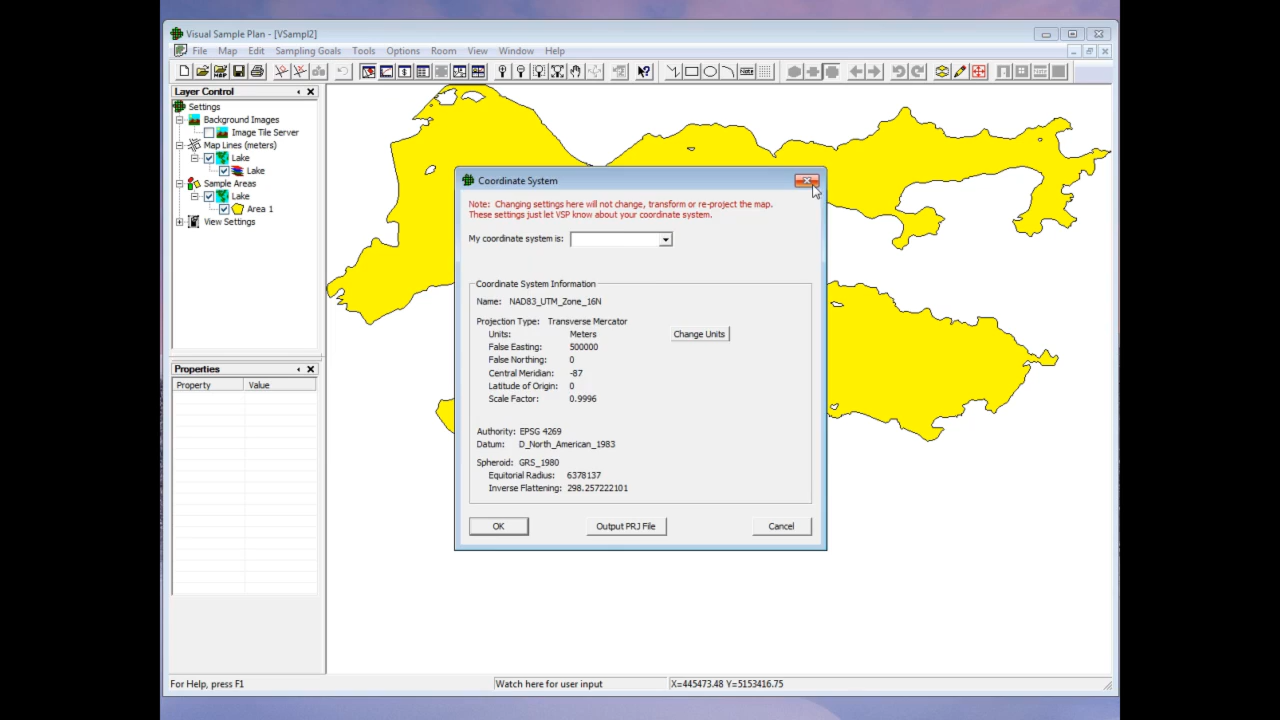 Visual Sample Plan - [VSampl2]
File Map Edit Sampling Goals Tools Options Room View Window Help
Layer Control
Settings
Background Images
Image Tile Server
Map Lines (meters)
Lake
Lake
Sample Areas
Lake
Area 1
View Settings
Properties
Property Value
Coordinate System
Note: Changing settings here will not change, transform or re-project the map.
These settings just let VSP know about your coordinate system.
My coordinate system is:
Coordinate System Information
Name: NAD83_UTM_Zone_16N
Projection Type: Transverse Mercator
Units: Meters Change Units
False Easting: 500000
False Northing: 0
Central Meridian: -87
Latitude of Origin: 0
Scale Factor: 0.9996
Authority: EPSG 4269
Datum: D_North_American_1983
Spheroid: GRS_1980
Equitorial Radius: 6378137
Inverse Flattening: 298.257222101
OK Output PRJ File Cancel
For Help, press F1 Watch here for user input X=445473.48 Y=5153416.75